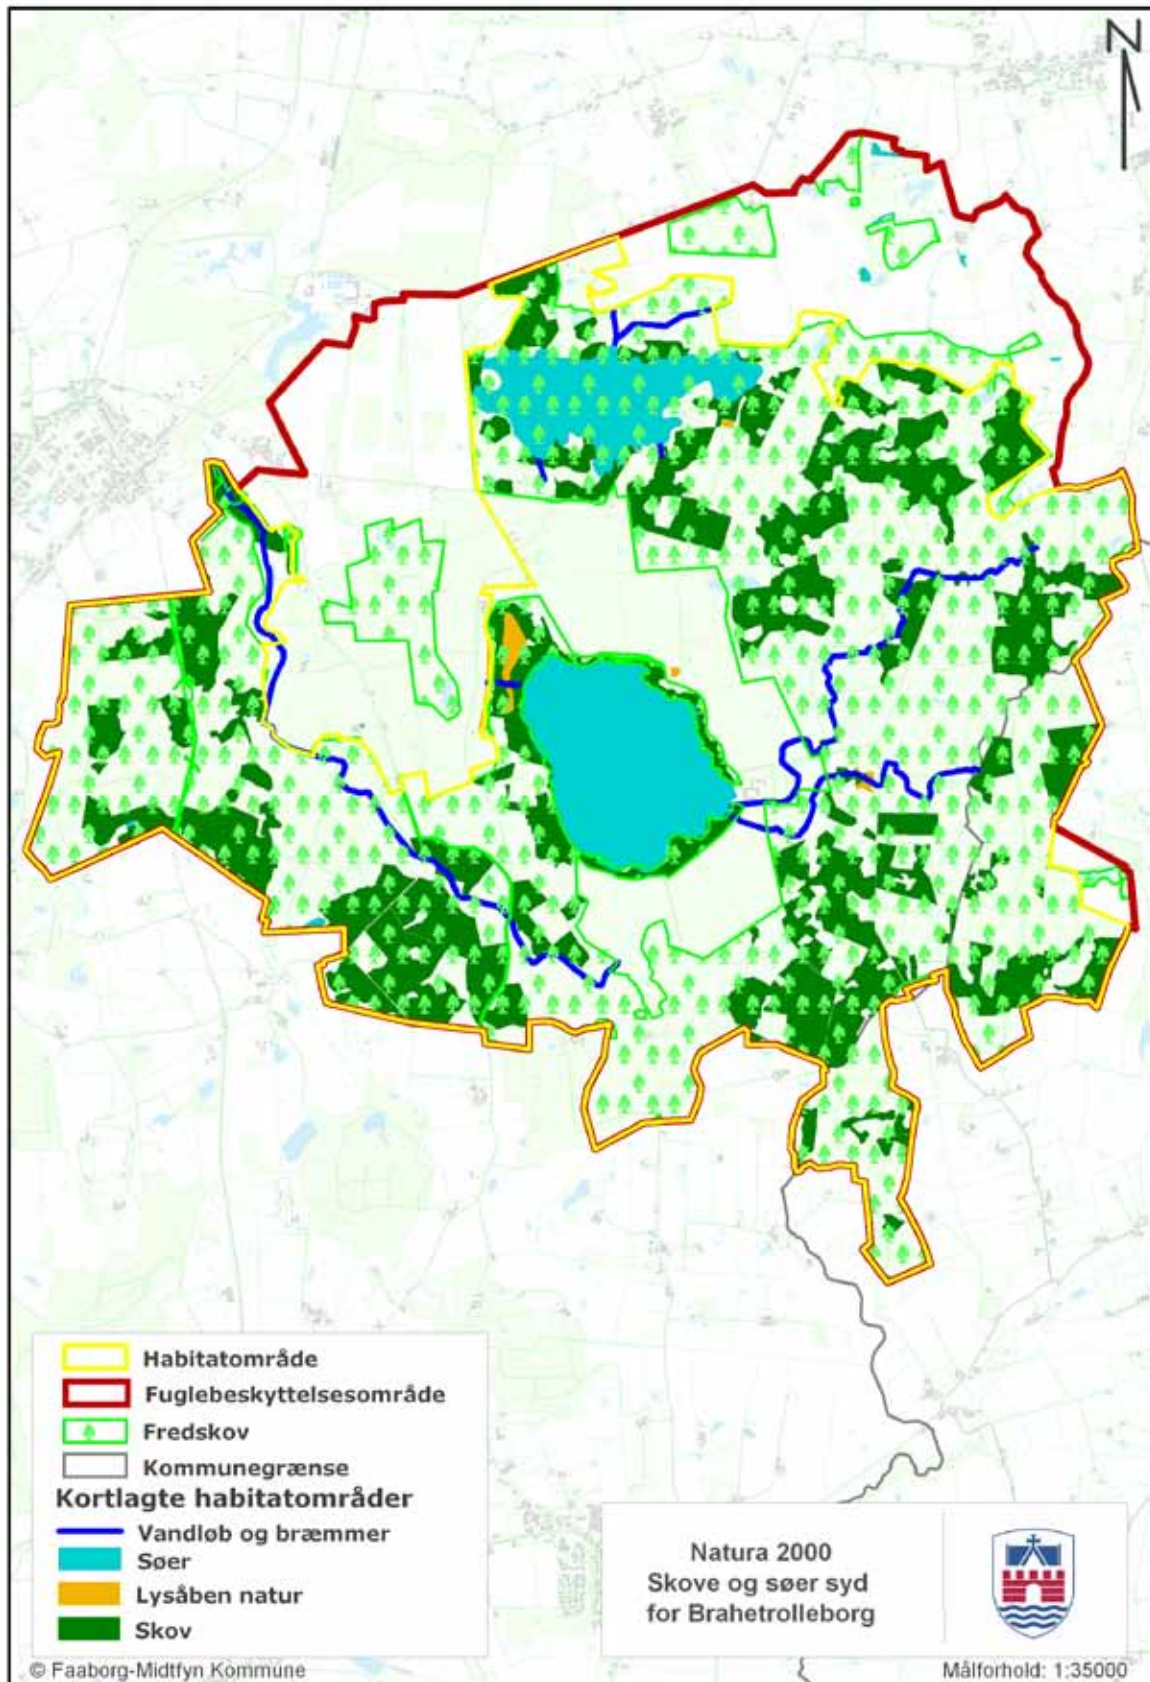 N
Habitatområde
Fuglebeskyttelsesområde
Fredskov
Kommunegrænse
Kortlagte habitatområder
Vandløb og bræmmer
Søer
Lysåben natur
Skov
Natura 2000
Skove og søer syd
for Brahetrolleborg
© Faaborg-Midtfyn Kommune
Målforhold: 1:35000